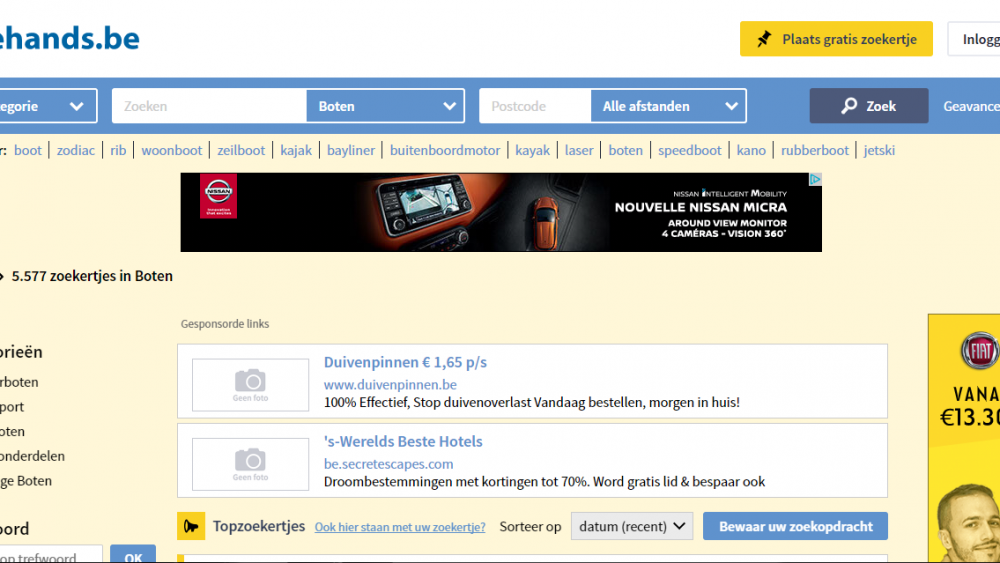 ehands.be
Plaats gratis zoekertje
Inlogg
egorie
Zoeken
Boten
Postcode
Alle afstanden
Zoek
Geavance
r: boot | zodiac | rib | woonboot | zeilboot | kajak | bayliner | buitenboordmotor | kayak | laser | boten | speedboot | kano | rubberboot | jetski
NISSAN
NISSAN INTELLIGENT MOBILITY
NOUVELLE NISSAN MICRA
AROUND VIEW MONITOR
4 CAMÉRAS - VISION 360°
5.577 zoekertjes in Boten
Gesponsorde links
orieën
rboten
port
oten
onderdelen
ge Boten
Geen foto
Duivenpinnen € 1,65 p/s
www.duivenpinnen.be
100% Effectief, Stop duivenoverlast Vandaag bestellen, morgen in huis!
Geen foto
's-Werelds Beste Hotels
be.secretescapes.com
Droombestemmingen met kortingen tot 70%. Word gratis lid & bespaar ook
FIAT
VANA
€13.30
Topzoekertjes
Ook hier staan met uw zoekertje?
Sorteer op
datum (recent)
Bewaar uw zoekopdracht
oord
op trefwoord
OK